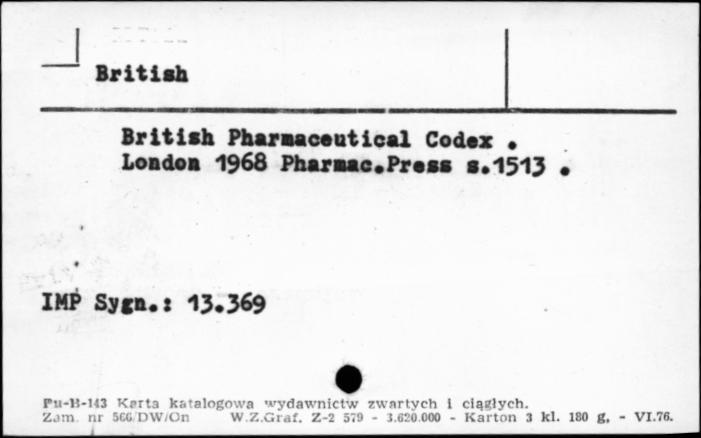 British
British Pharmaceutical Codex .
London 1968 Pharmac.Press s.1513 .
IMP Sygn.: 13.369
Pu-B-143 Karta katalogowa wydawnictw zwartych i ciągłych.
Zam. nr 566/DW/On W.Z.Graf. Z-2 579 - 3.620.000 - Karton 3 kl. 180 g, - VI.76.